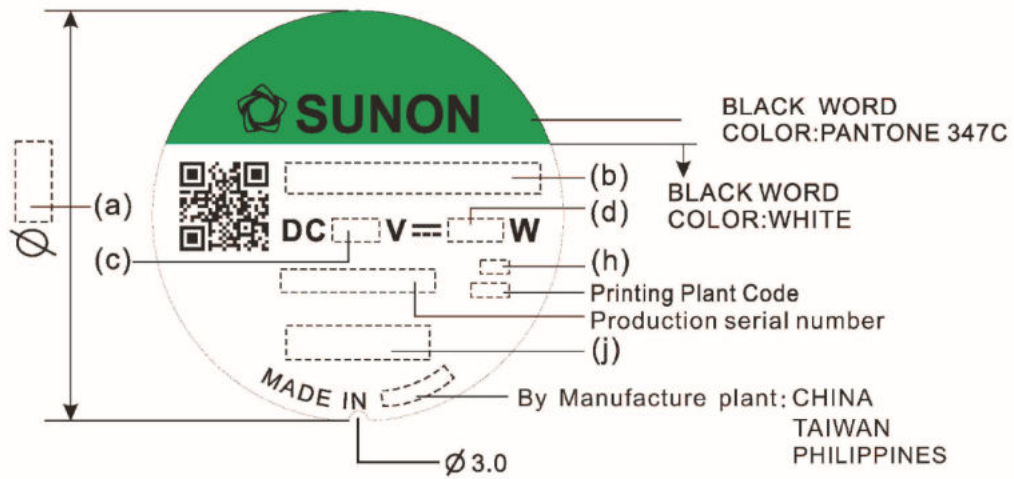 SUNON
BLACK WORD
COLOR:PANTONE 347C
(a)
(b)
BLACK WORD
COLOR:WHITE
DC V W
(d)
(c)
(h)
Printing Plant Code
Production serial number
(j)
MADE IN
By Manufacture plant: CHINA
TAIWAN
PHILIPPINES
Ø
Ø 3.0